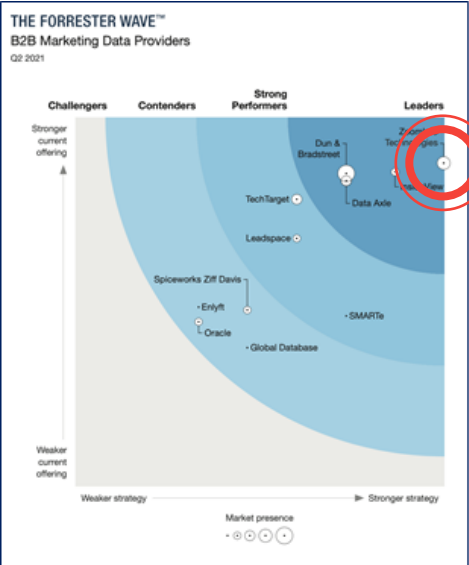 THE FORRESTER WAVE™
B2B Marketing Data Providers
Q2 2021
Challengers
Contenders
Strong
Performers
Leaders
Stronger
current
offering
Dun &
Bradstreet
Technologies
Data Axle
TechTarget
Leadspace
Spiceworks Ziff Davis
Enlyft
Oracle
SMARTe
Global Database
Weaker
current
offering
Weaker strategy
Stronger strategy
Market presence